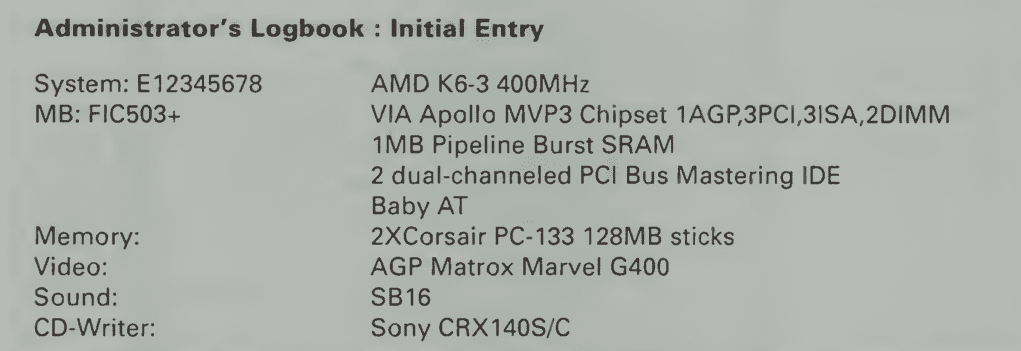 Administrator's Logbook : Initial Entry
System: E12345678 AMD K6-3 400MHz
MB: FIC503+ VIA Apollo MVP3 Chipset 1AGP,3PCI,3ISA,2DIMM
1MB Pipeline Burst SRAM
2 dual-channeled PCI Bus Mastering IDE
Baby AT
Memory: 2XCorsair PC-133 128MB sticks
Video: AGP Matrox Marvel G400
Sound: SB16
CD-Writer: Sony CRX140S/C